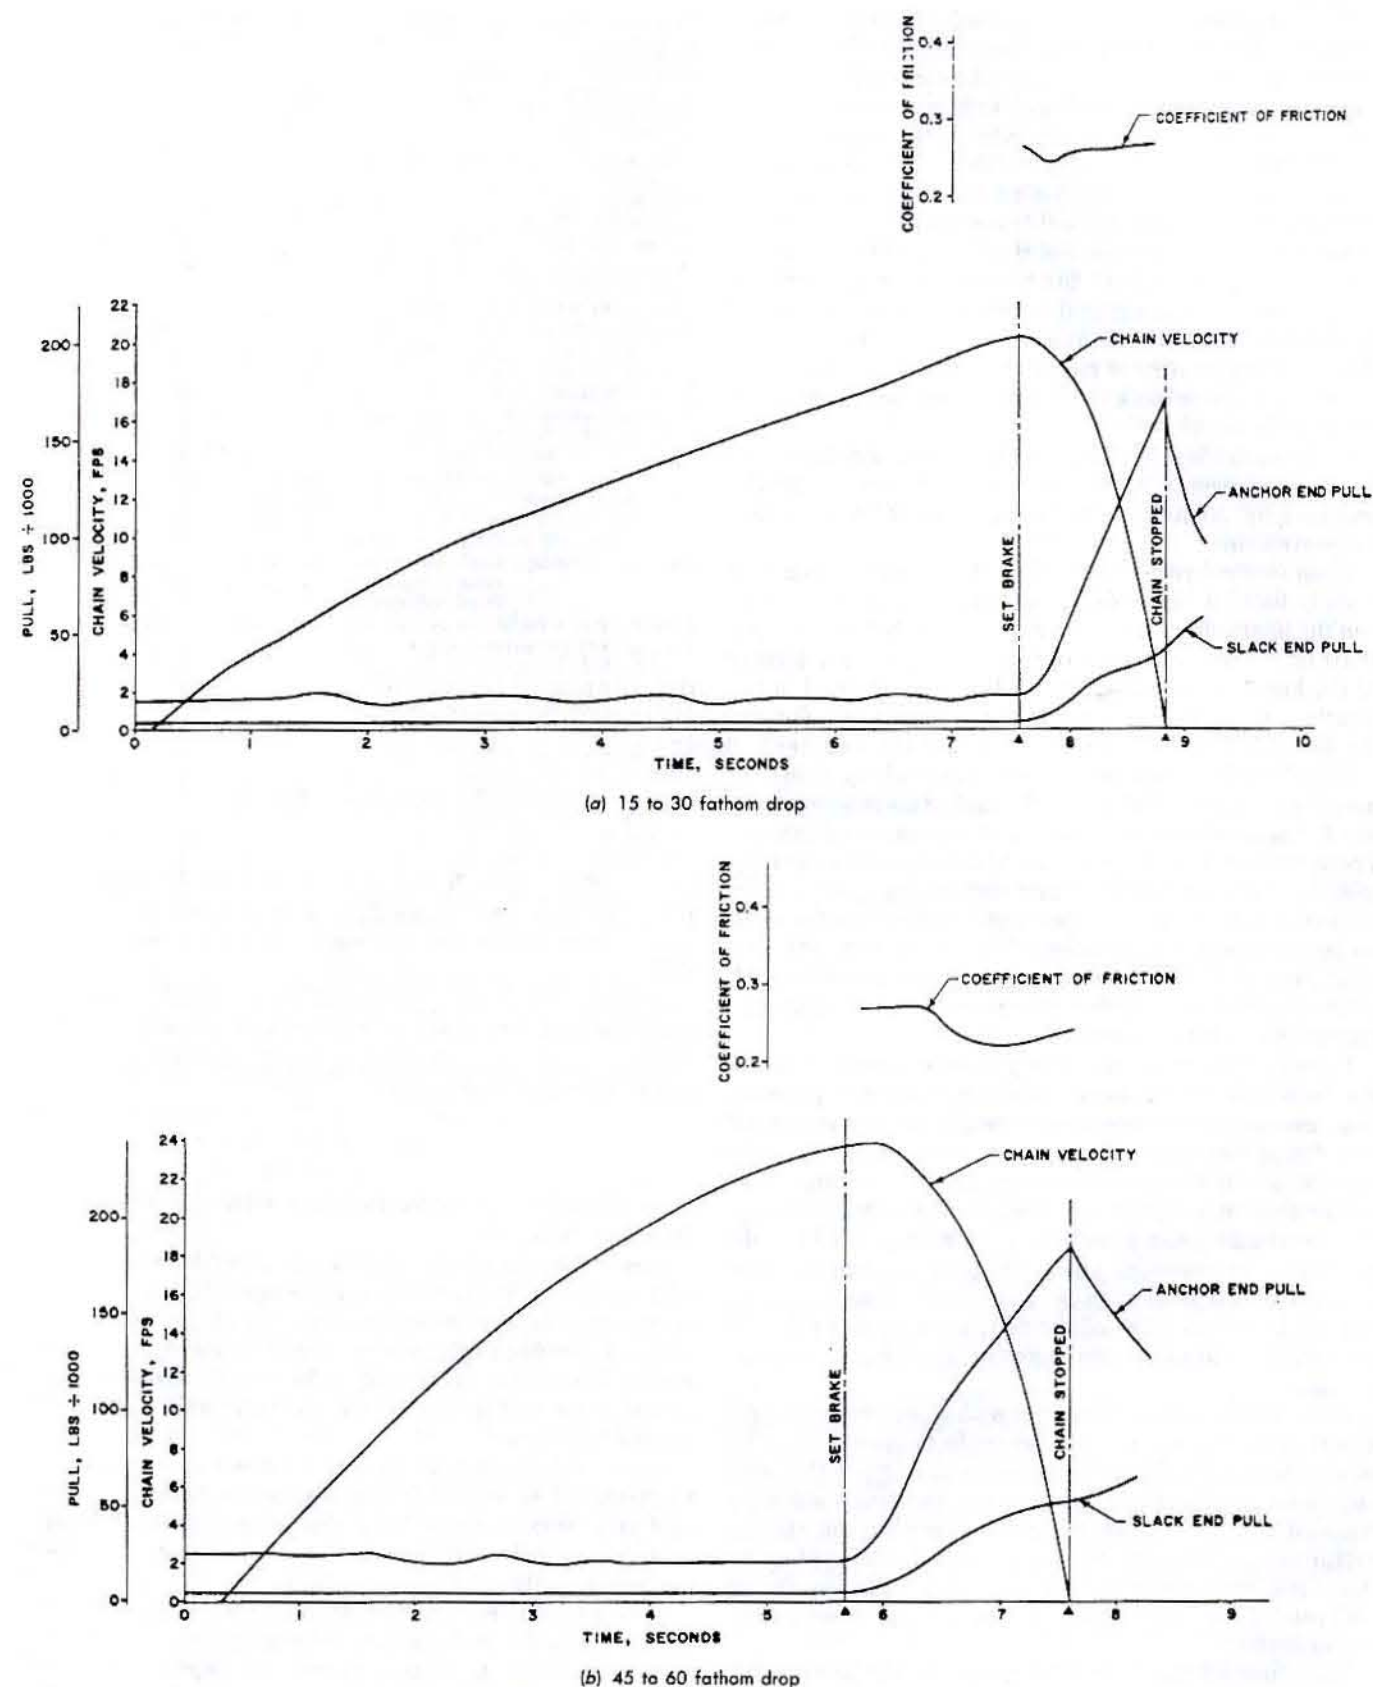 COEFFICIENT OF FRICTION
0.4
0.3
0.2
COEFFICIENT OF FRICTION
PULL, LBS ÷ 1000
200
150
100
50
0
CHAIN VELOCITY, FPS
22
20
18
16
14
12
10
8
6
4
2
0
CHAIN VELOCITY
SET BRAKE
CHAIN STOPPED
ANCHOR END PULL
SLACK END PULL
0 1 2 3 4 5 6 7 8 9 10
TIME, SECONDS
(a) 15 to 30 fathom drop
COEFFICIENT OF FRICTION
0.4
0.3
0.2
COEFFICIENT OF FRICTION
PULL, LBS ÷ 1000
200
150
100
50
0
CHAIN VELOCITY, FPS
24
22
20
18
16
14
12
10
8
6
4
2
0
CHAIN VELOCITY
SET BRAKE
CHAIN STOPPED
ANCHOR END PULL
SLACK END PULL
0 1 2 3 4 5 6 7 8 9
TIME, SECONDS
(b) 45 to 60 fathom drop